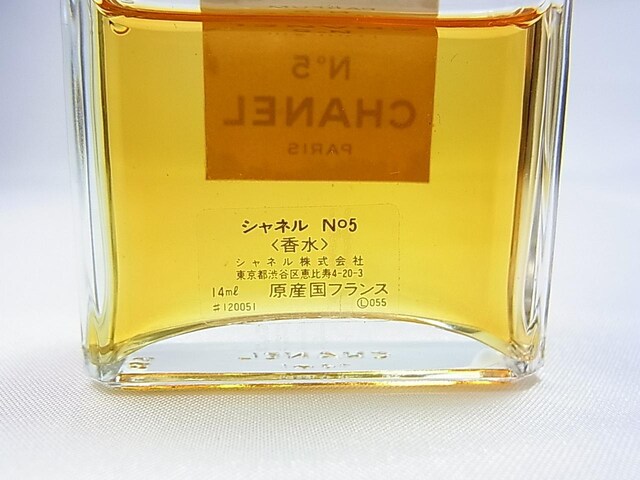 N°5
CHANEL
PARIS
シャネル N°5
〈香水〉
シャネル株式会社
東京都渋谷区恵比寿4-20-3
14mℓ 原産国フランス
#120051 Ⓛ055
CHANEL